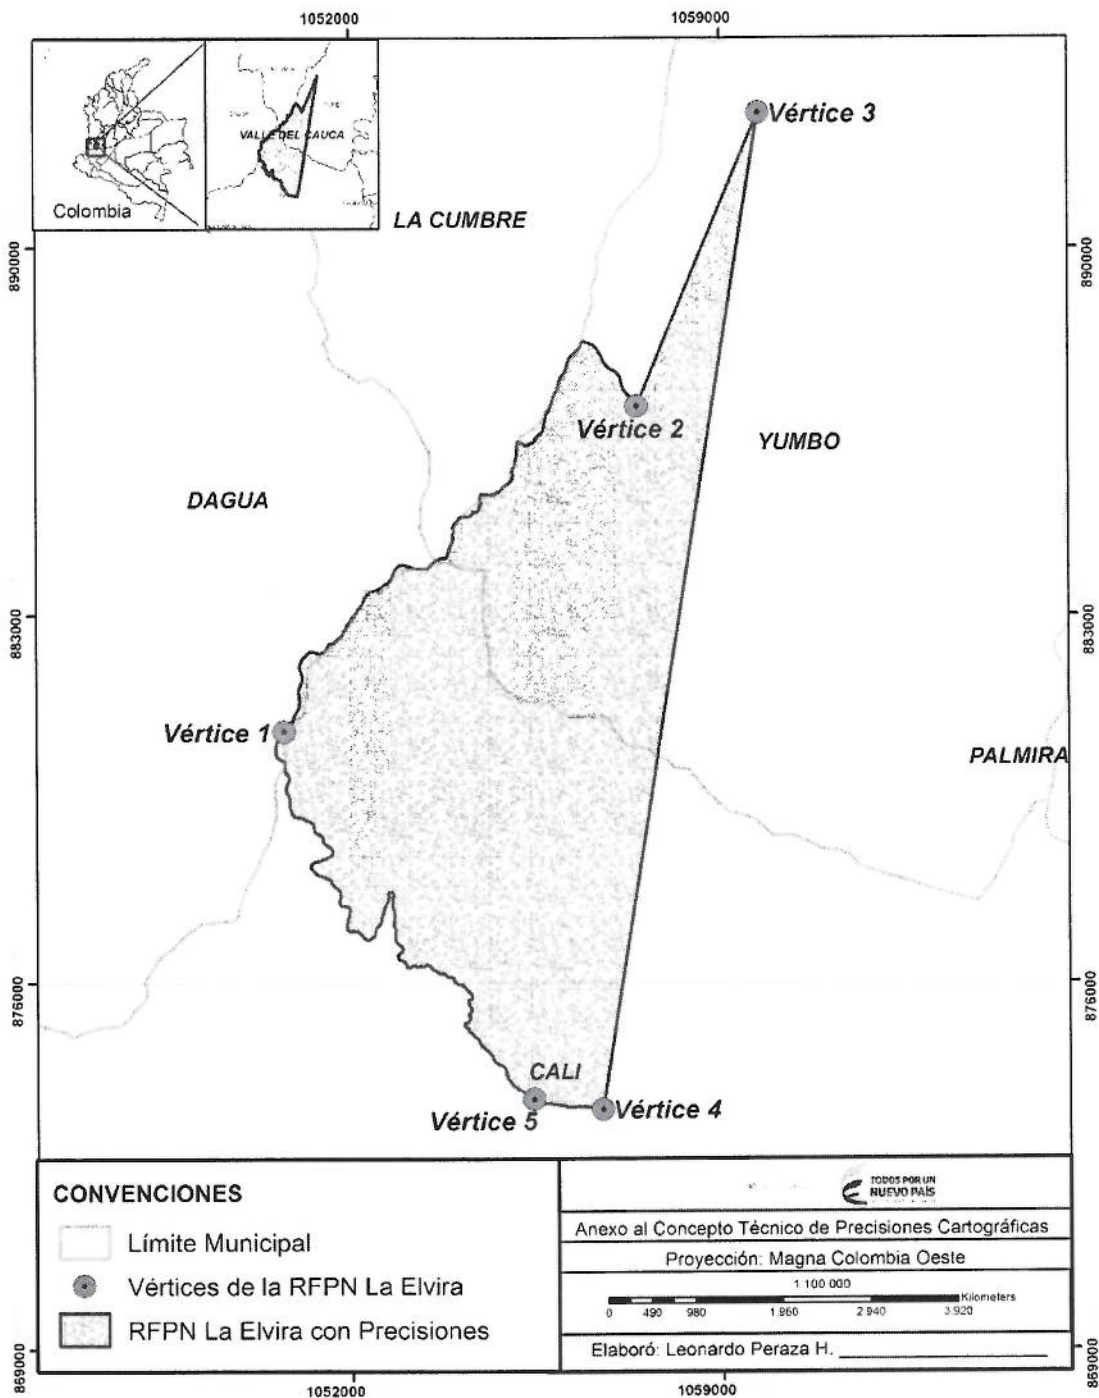 1052000
1059000
Colombia
VALLE DEL CAUCA
Vértice 3
LA CUMBRE
890000
890000
Vértice 2
YUMBO
DAGUA
883000
883000
Vértice 1
PALMIRA
876000
876000
CALI
Vértice 5
Vértice 4
CONVENCIONES
Límite Municipal
Vértices de la RFPN La Elvira
RFPN La Elvira con Precisiones
TODOS POR UN
NUEVO PAÍS
Anexo al Concepto Técnico de Precisiones Cartográficas
Proyección: Magna Colombia Oeste
1:100 000
Kilometers
0 490 980 1.960 2.940 3.920
Elaboró: Leonardo Peraza H.
869000
869000
1052000
1059000